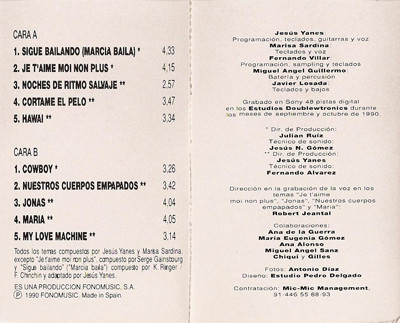 CARA A
1. SIGUE BAILANDO (MARCIA BAILA) * 4,33
2. JE T'AIME MOI NON PLUS * 4,15
3. NOCHES DE RITMO SALVAJE ** 2,57
4. CORTAME EL PELO ** 3,47
5. HAWAI ** 3,34
CARA B
1. COWBOY * 3,26
2. NUESTROS CUERPOS EMPAPADOS ** 3,42
3. JONAS ** 4,04
4. MARIA ** 4,05
5. MY LOVE MACHINE ** 3,14
Todos los temas compuestos por Jesús Yanes y Marisa Sardina,
excepto "Je t'aime moi non plus", compuesto por Serge Gainsbourg
y "Sigue bailando" ("Marcia baila") compuesto por K. Ringer /
F. Chinchin y adaptado por Jesús Yanes.
ES UNA PRODUCCION FONOMUSIC, S.A.
℗ 1990 FONOMUSIC. Made in Spain.
Jesús Yanes
Programación, teclados, guitarras y voz
Marisa Sardina:
Teclados y voz
Fernando Villar:
Programación, sampling y teclados
Miguel Angel Guillermo:
Batería y percusión
Javier Losada:
Teclados y bajos
Grabado en Sony 48 pistas digital
en los Estudios Doublewtronics durante
los meses de septiembre y octubre de 1990.
* Dir. de Producción:
Julian Ruiz
Técnico de sonido:
Jesús N. Gómez
** Dir. de Producción:
Jesús Yanes
Técnico de sonido:
Fernando Alvarez
Dirección en la grabación de la voz en los
temas "Je t'aime
moi non plus", "Jonas", "Nuestros cuerpos
empapados" y "Maria":
Robert Jeantal
Colaboraciones:
Ana de la Guerra
María Eugenia Gómez
Ana Alonso
Miguel Angel Sanz
Chiqui y Gilles
Fotos: Antonio Díaz
Diseño: Estudio Pedro Delgado
Contratación: Mic-Mic Management.
91-446 55 88-93